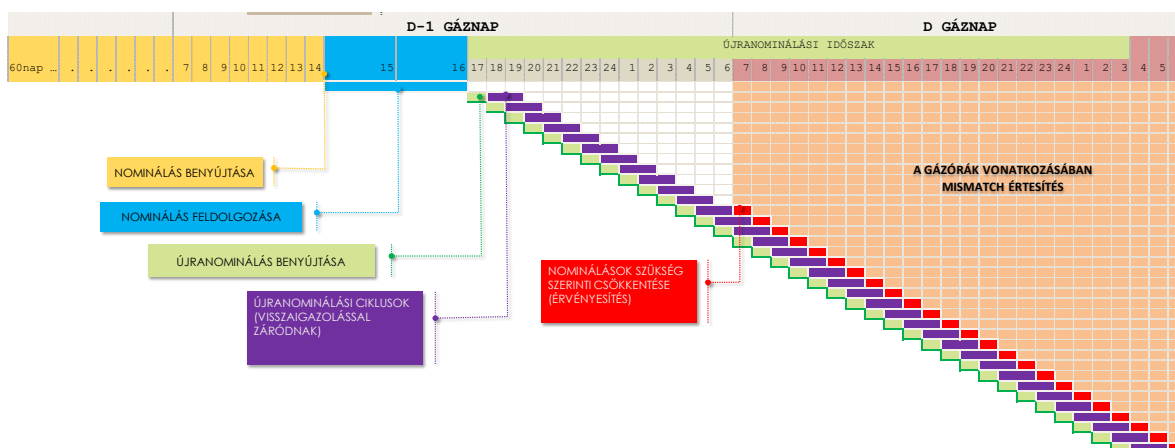 D-1 GÁZNAP
D GÁZNAP
ÚJRANOMINÁLÁSI IDŐSZAK
60nap … . . . . . . 7 8 9 10 11 12 13 14 15 16 17 18 19 20 21 22 23 24 1 2 3 4 5 6 7 8 9 10 11 12 13 14 15 16 17 18 19 20 21 22 23 24 1 2 3 4 5
NOMINÁLÁS BENYÚJTÁSA
NOMINÁLÁS FELDOLGOZÁSA
ÚJRANOMINÁLÁS BENYÚJTÁSA
ÚJRANOMINÁLÁSI CIKLUSOK
(VISSZAIGAZOLÁSSAL
ZÁRÓDNAK)
NOMINÁLÁSOK SZÜKSÉG
SZERINTI CSÖKKENTÉSE
(ÉRVÉNYESÍTÉS)
A GÁZÓRÁK VONATKOZÁSÁBAN
MISMATCH ÉRTESÍTÉS